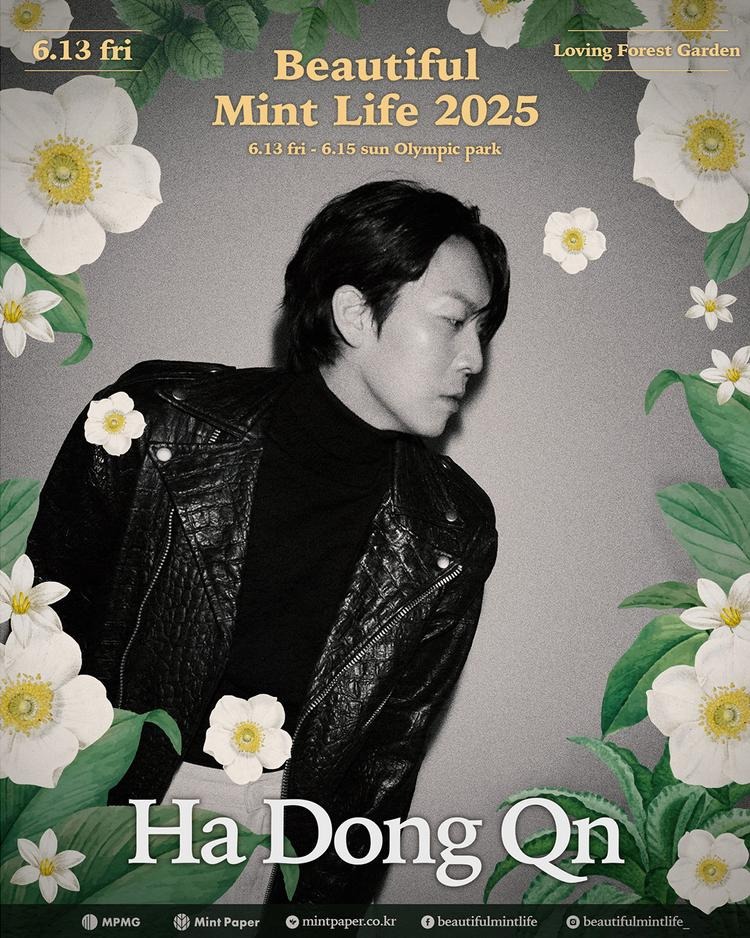 6.13 fri
Beautiful
Mint Life 2025
6.13 fri - 6.15 sun Olympic park
Loving Forest Garden
Ha Dong Qn
MPMG
Mint Paper
mintpaper.co.kr
beautifulmintlife
beautifulmintlife_